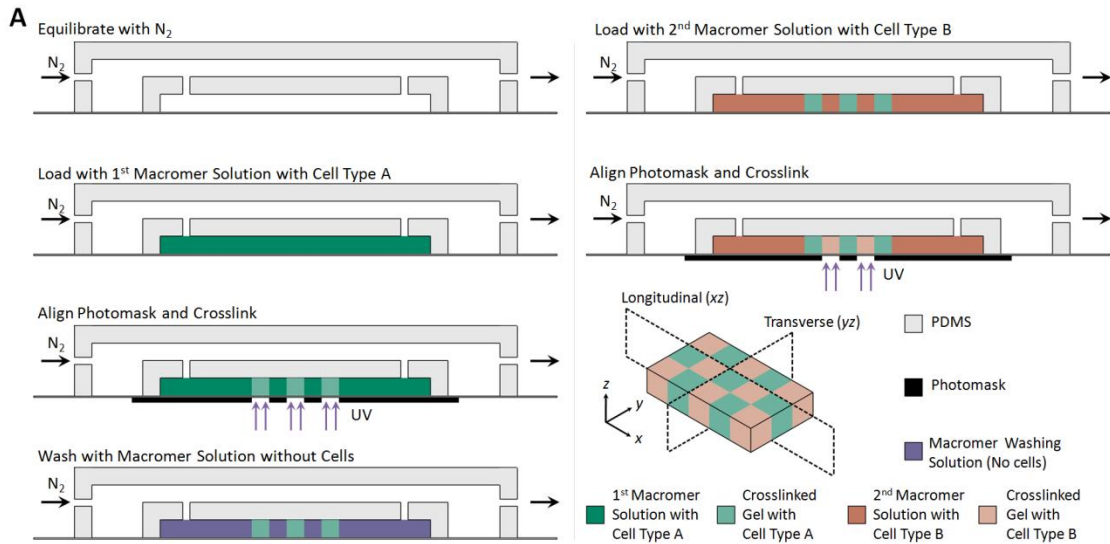 A
Equilibrate with N₂
N₂
Load with 1ˢᵗ Macromer Solution with Cell Type A
N₂
Align Photomask and Crosslink
N₂
UV
Wash with Macromer Solution without Cells
N₂
Load with 2ⁿᵈ Macromer Solution with Cell Type B
N₂
Align Photomask and Crosslink
N₂
UV
Longitudinal (xz)
Transverse (yz)
z
y
x
PDMS
Photomask
Macromer Washing
Solution (No cells)
1ˢᵗ Macromer
Solution with
Cell Type A
Crosslinked
Gel with
Cell Type A
2ⁿᵈ Macromer
Solution with
Cell Type B
Crosslinked
Gel with
Cell Type B